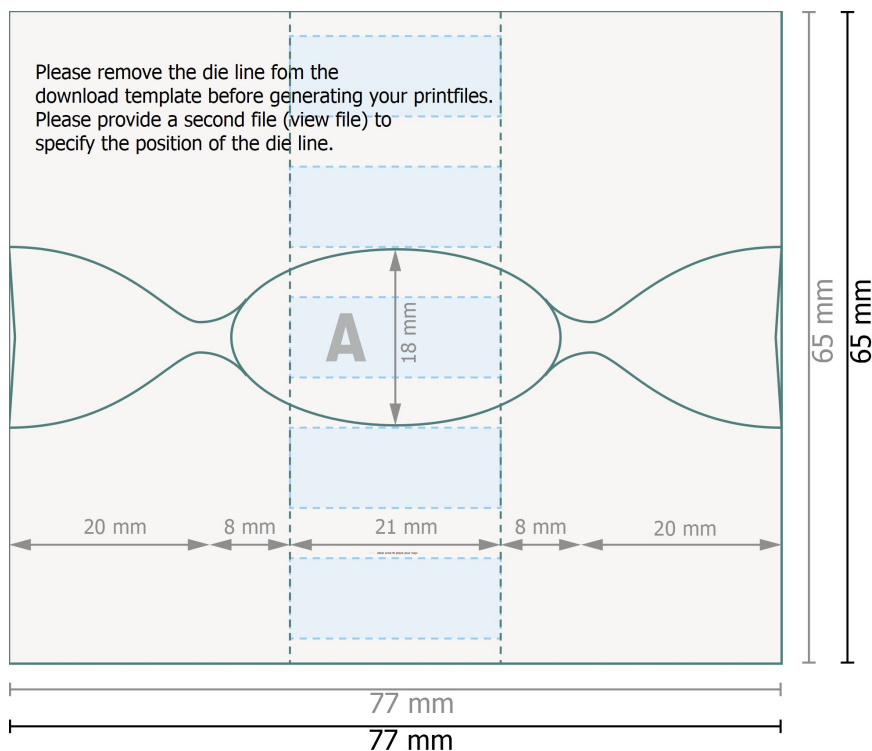 Please remove the die line fom the
download template before generating your printfiles.
Please provide a second file (view file) to
specify the position of the die line.
A
18 mm
65 mm
65 mm
20 mm
8 mm
21 mm
8 mm
20 mm
77 mm
77 mm